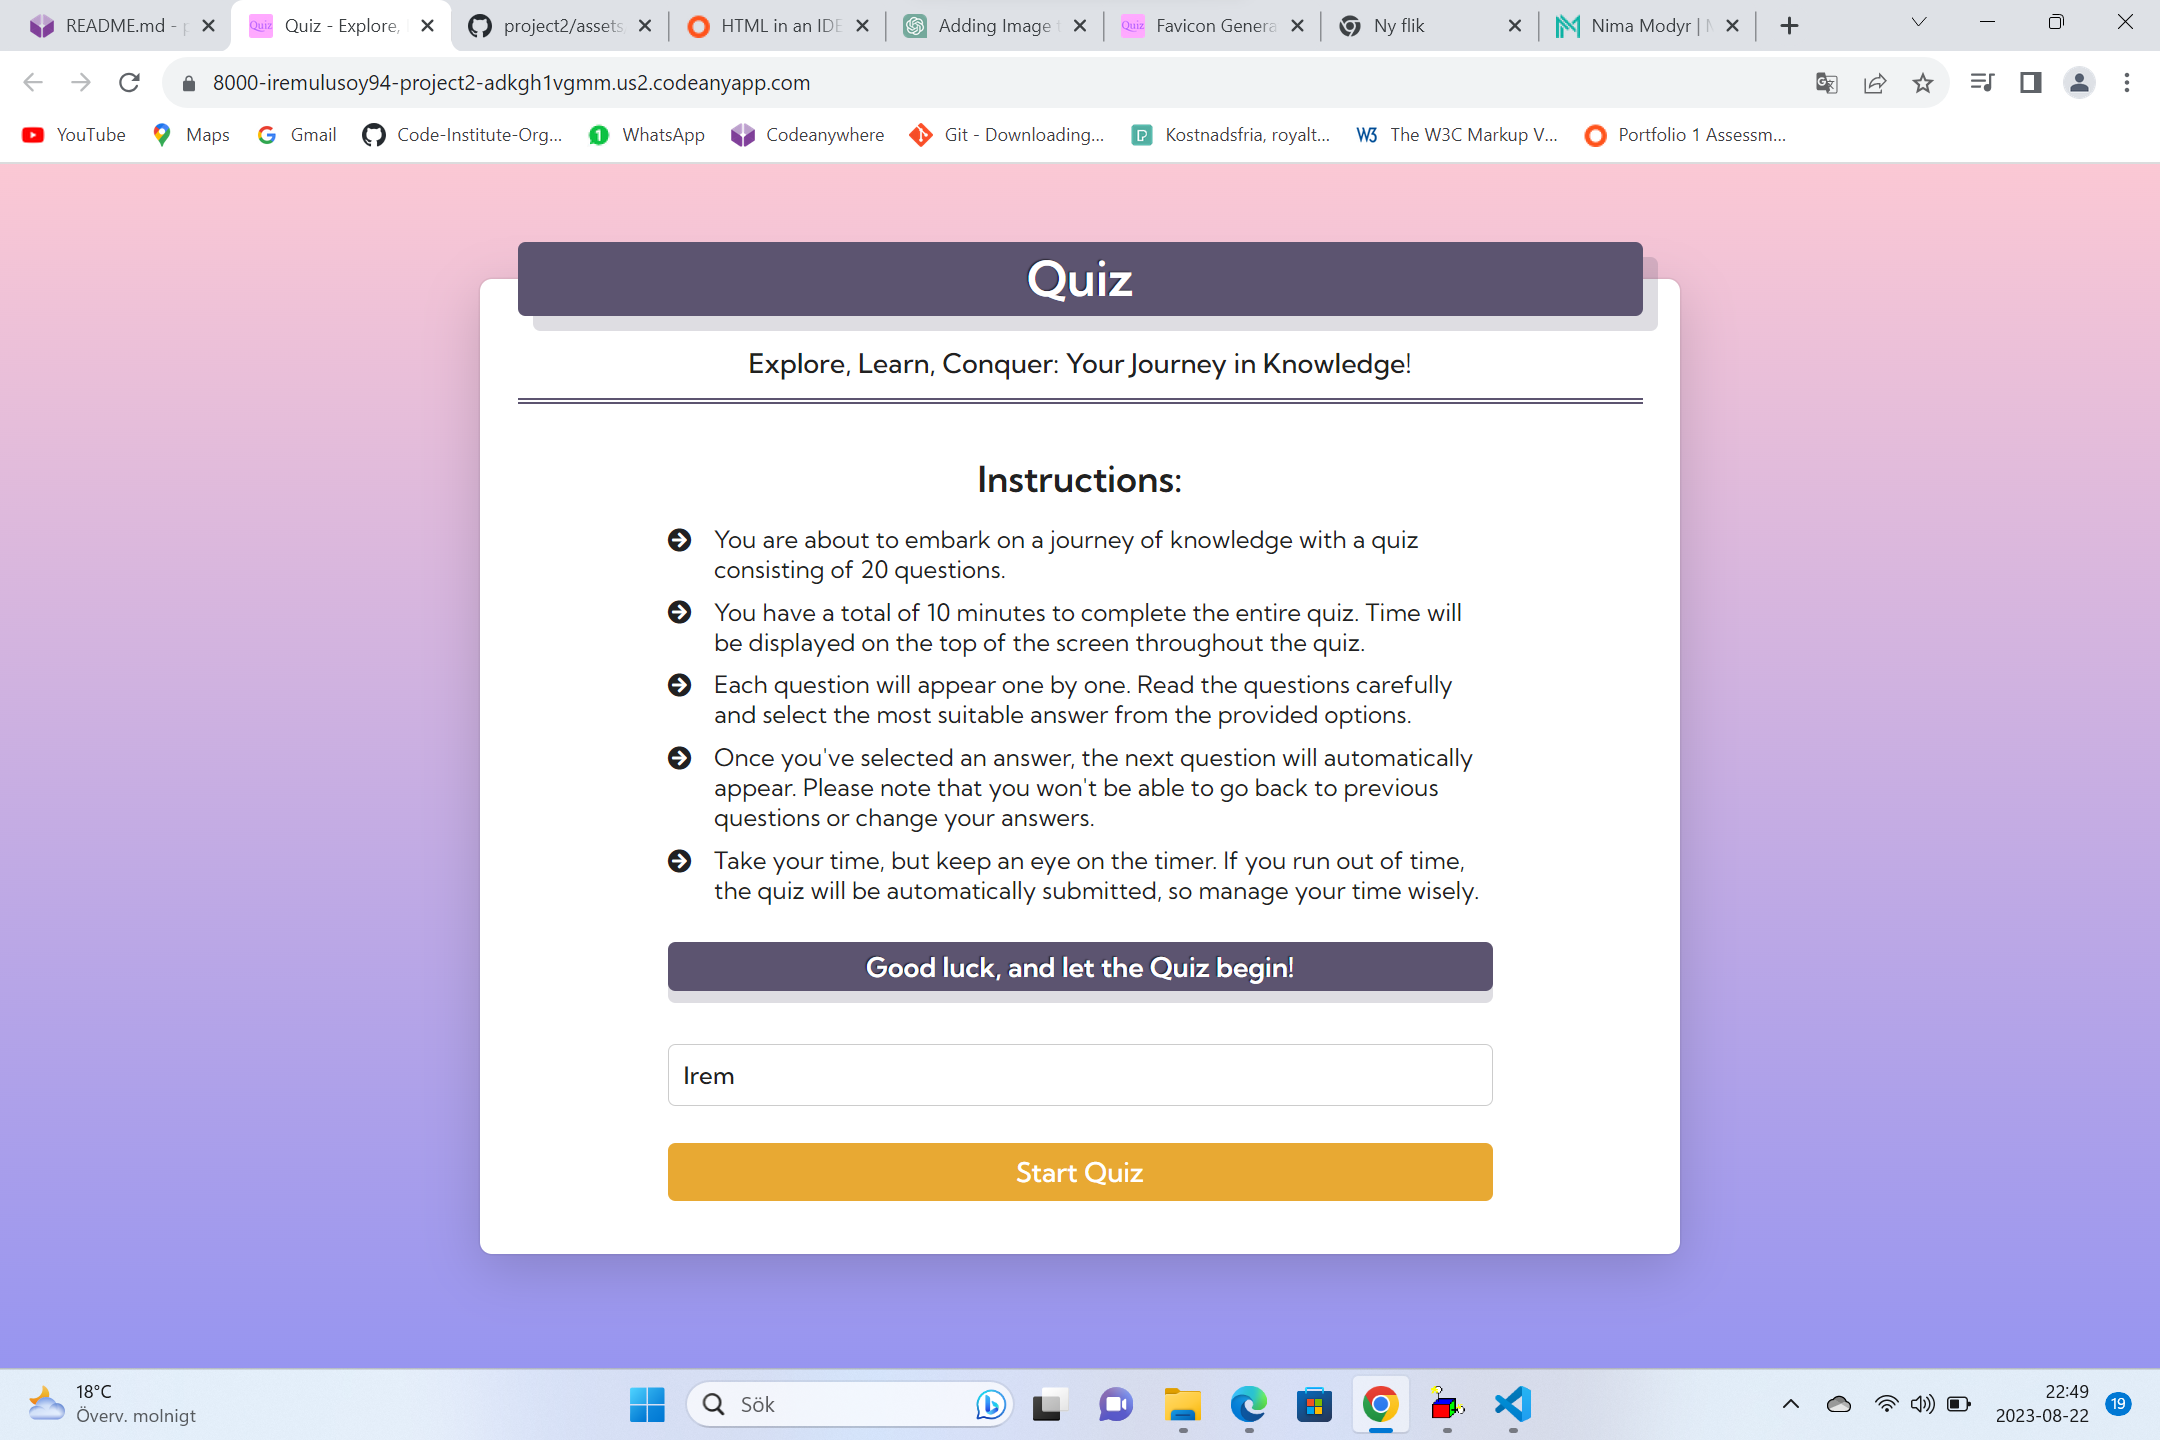 README.md - p
Quiz - Explore,
project2/assets
HTML in an IDE
Adding Image
Favicon Genera
Ny flik
Nima Modyr |
8000-iremulusoy94-project2-adkgh1vgmm.us2.codeanyapp.com
YouTube
Maps
Gmail
Code-Institute-Org...
WhatsApp
Codeanywhere
Git - Downloading...
Kostnadsfria, royalt...
The W3C Markup V...
Portfolio 1 Assessm...
Quiz
Explore, Learn, Conquer: Your Journey in Knowledge!
Instructions:
You are about to embark on a journey of knowledge with a quiz
consisting of 20 questions.
You have a total of 10 minutes to complete the entire quiz. Time will
be displayed on the top of the screen throughout the quiz.
Each question will appear one by one. Read the questions carefully
and select the most suitable answer from the provided options.
Once you've selected an answer, the next question will automatically
appear. Please note that you won't be able to go back to previous
questions or change your answers.
Take your time, but keep an eye on the timer. If you run out of time,
the quiz will be automatically submitted, so manage your time wisely.
Good luck, and let the Quiz begin!
Irem
Start Quiz
18°C
Överv. molnigt
Sök
22:49
2023-08-22
19